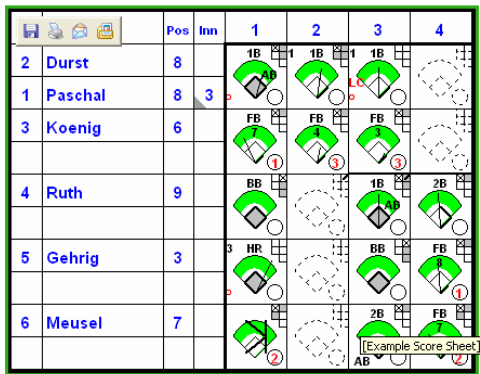 Pos Inn 1 2 3 4
2 Durst 8 1B 1 1B 1 1B
AB LC
1 Paschal 8 3
3 Koenig 6 FB FB FB
7 4 3
1 3 3
4 Ruth 9 BB 1B 2B
AB
5 Gehrig 3 3 HR BB FB
8
1
6 Meusel 7 2B FB
7
[Example Score Sheet]
2 AB 2